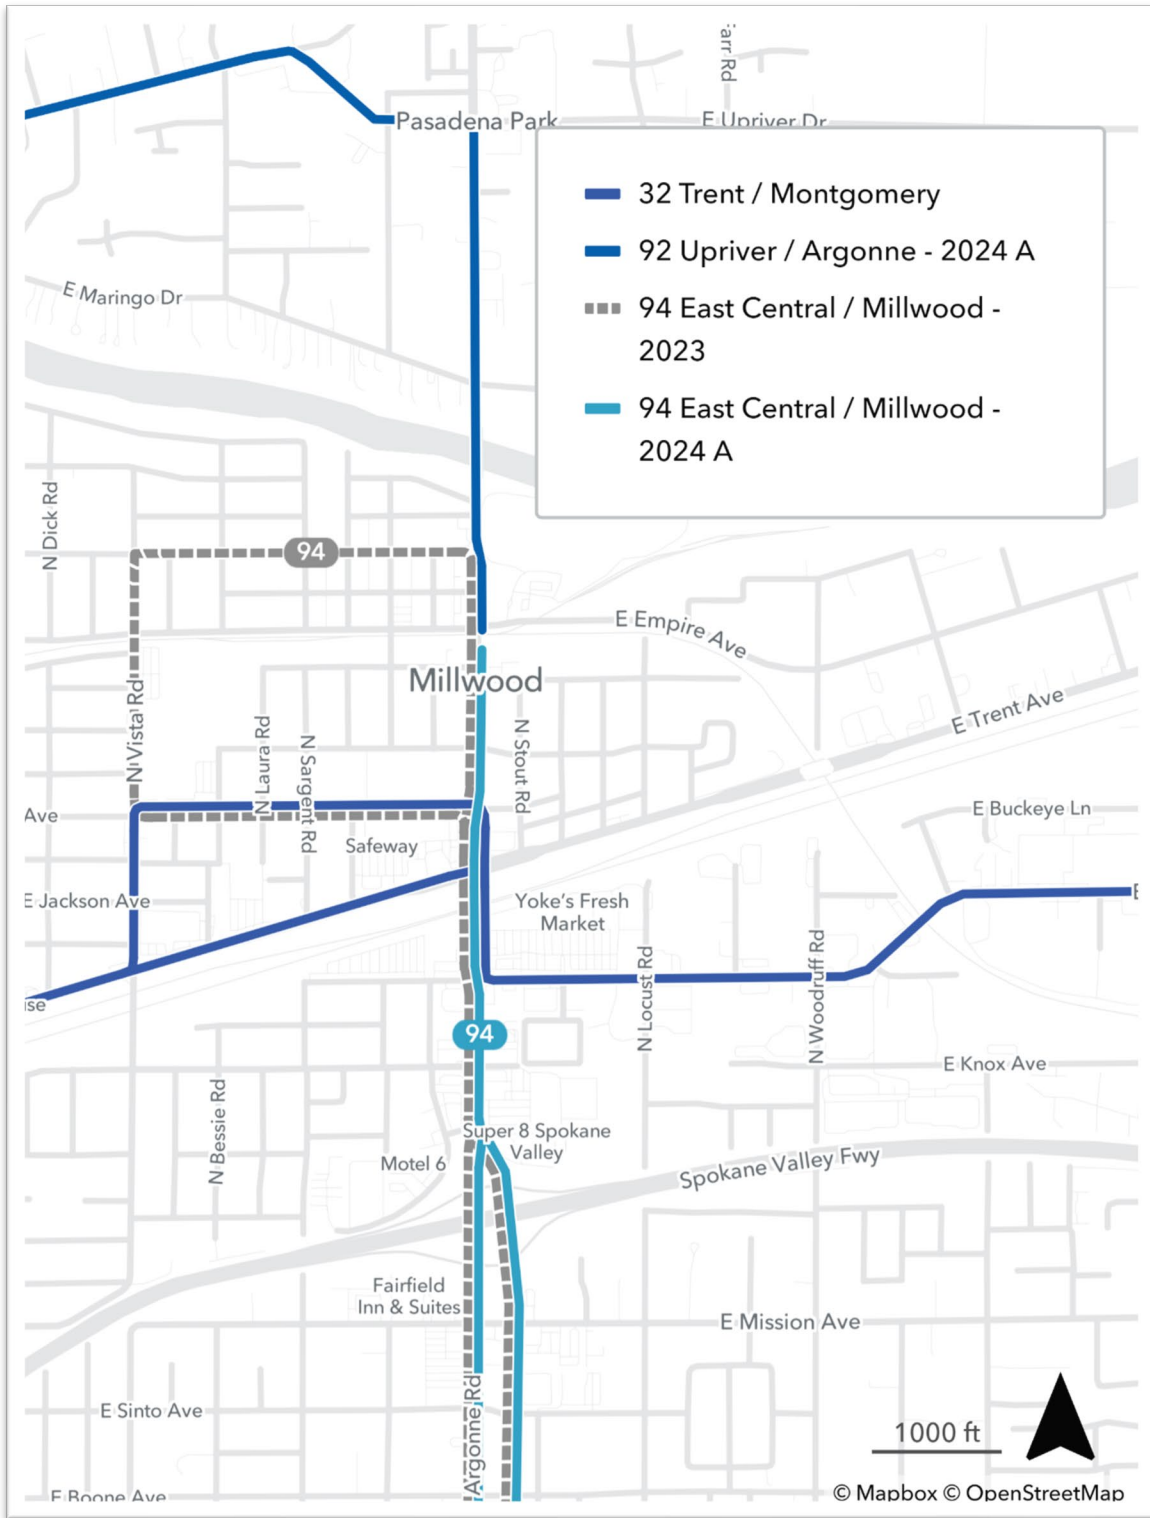 Farr Rd
Pasadena Park
E Upriver Dr
32 Trent / Montgomery
92 Upriver / Argonne - 2024 A
94 East Central / Millwood -
2023
94 East Central / Millwood -
2024 A
E Maringo Dr
N Dick Rd
94
E Empire Ave
Millwood
N Vista Rd
N Laura Rd
N Sargent Rd
N Stout Rd
E Trent Ave
Ave
E Buckeye Ln
Safeway
E Jackson Ave
Yoke's Fresh
Market
E
ise
N Locust Rd
N Woodruff Rd
94
E Knox Ave
N Bessie Rd
Super 8 Spokane
Valley
Motel 6
Spokane Valley Fwy
Fairfield
Inn & Suites
E Mission Ave
Argonne Rd
E Sinto Ave
1000 ft
E Boone Ave
© Mapbox © OpenStreetMap